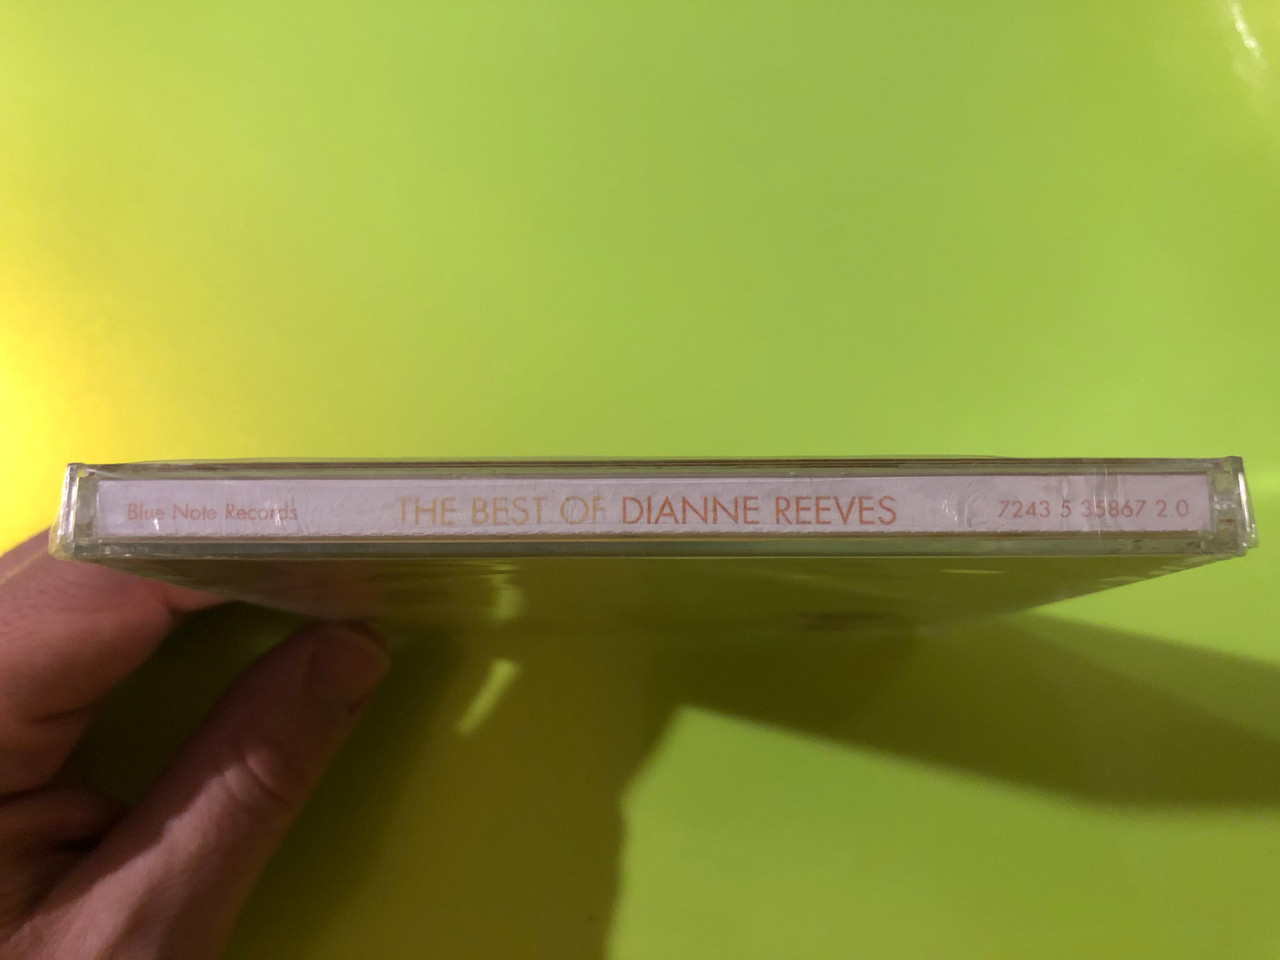 Blue Note Records THE BEST OF DIANNE REEVES 7243 5 35867 2.0